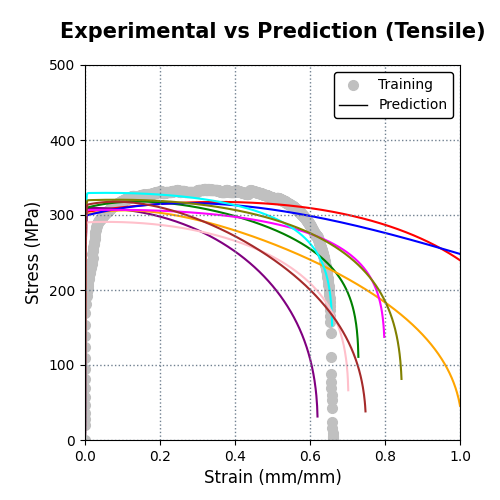 Experimental vs Prediction (Tensile)
500
400
300
200
100
0
Stress (MPa)
Training
Prediction
0.0 0.2 0.4 0.6 0.8 1.0
Strain (mm/mm)